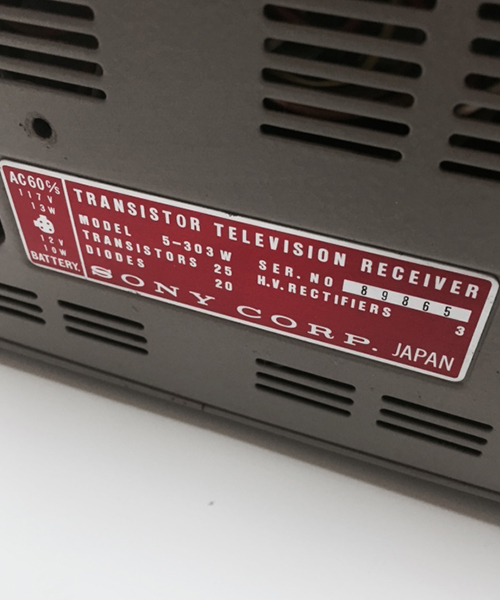 AC60C/S
117V
13W
12V
10W
BATTERY.
TRANSISTOR TELEVISION RECEIVER
MODEL 5-303W SER. NO 89865
TRANSISTORS 25 H.V.RECTIFIERS 3
DIODES 20
SONY CORP. JAPAN